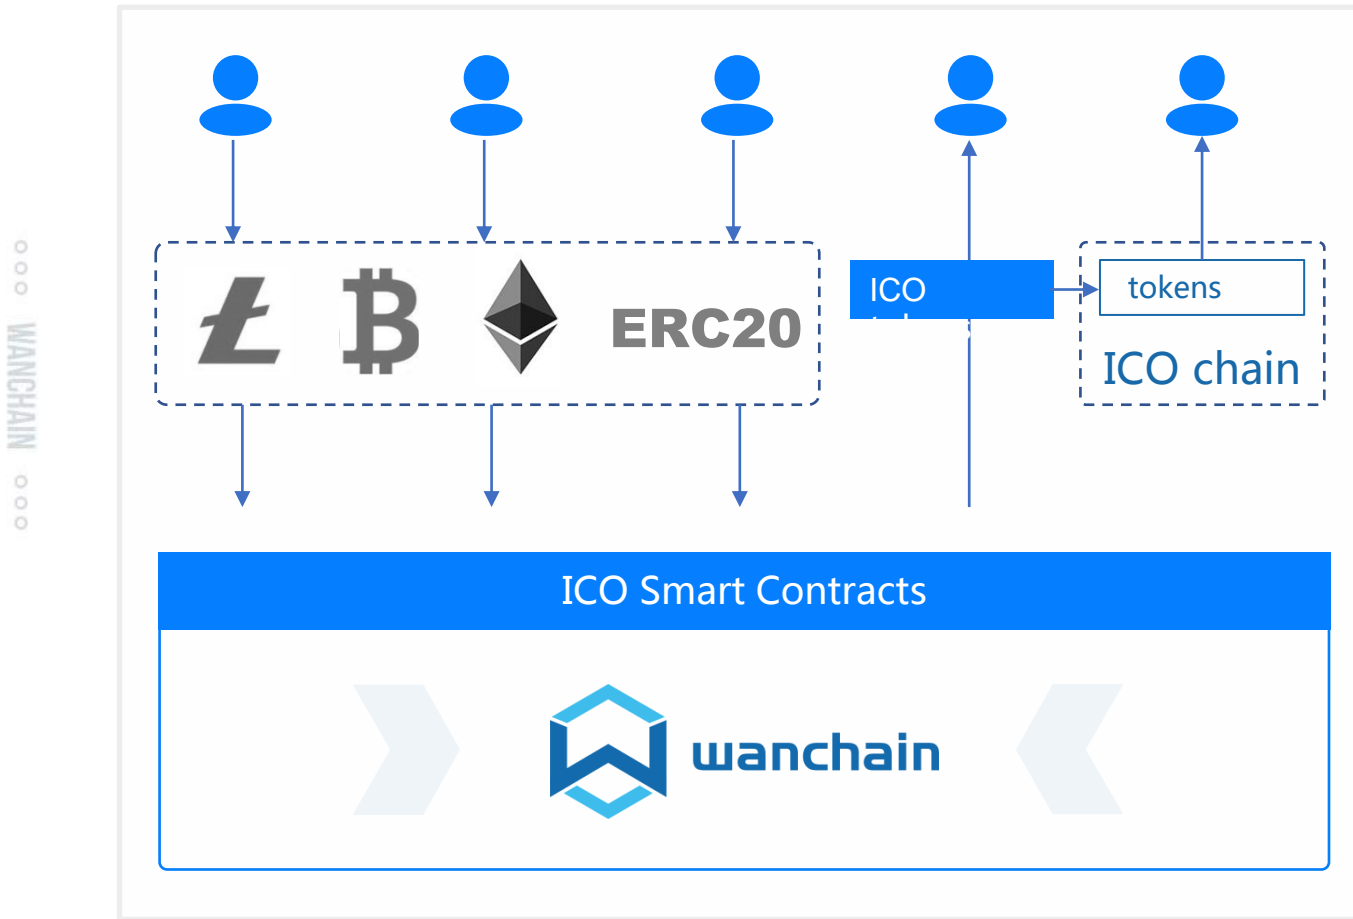 WANCHAIN
ERC20
ICO
tokens
ICO chain
ICO Smart Contracts
wanchain